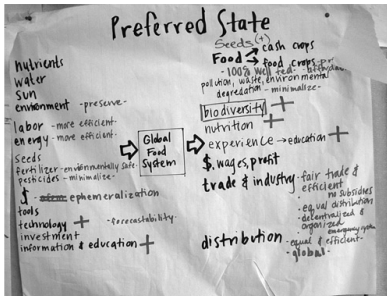 Preferred State
nutrients
water
sun
environment - preserve -
labor - more efficient -
energy - more efficient -
seeds
fertilizer - environmentally safe -
pesticides - minimalize -
$ - ephemeralization
tools
technology + - forecastability -
investment
information & education +
Global
Food
System
Seeds (+)
Food → cash crops
→ food crops
- 100% well fed -
pollution, waste, environmental
degredation - minimalize -
biodiversity +
nutrition +
experience → education +
$, wages, profit
trade & industry - fair trade &
efficient
no subsidies
- equal distribution
- decentralized &
organized
emergency system
distribution - equal & efficient -
- global -